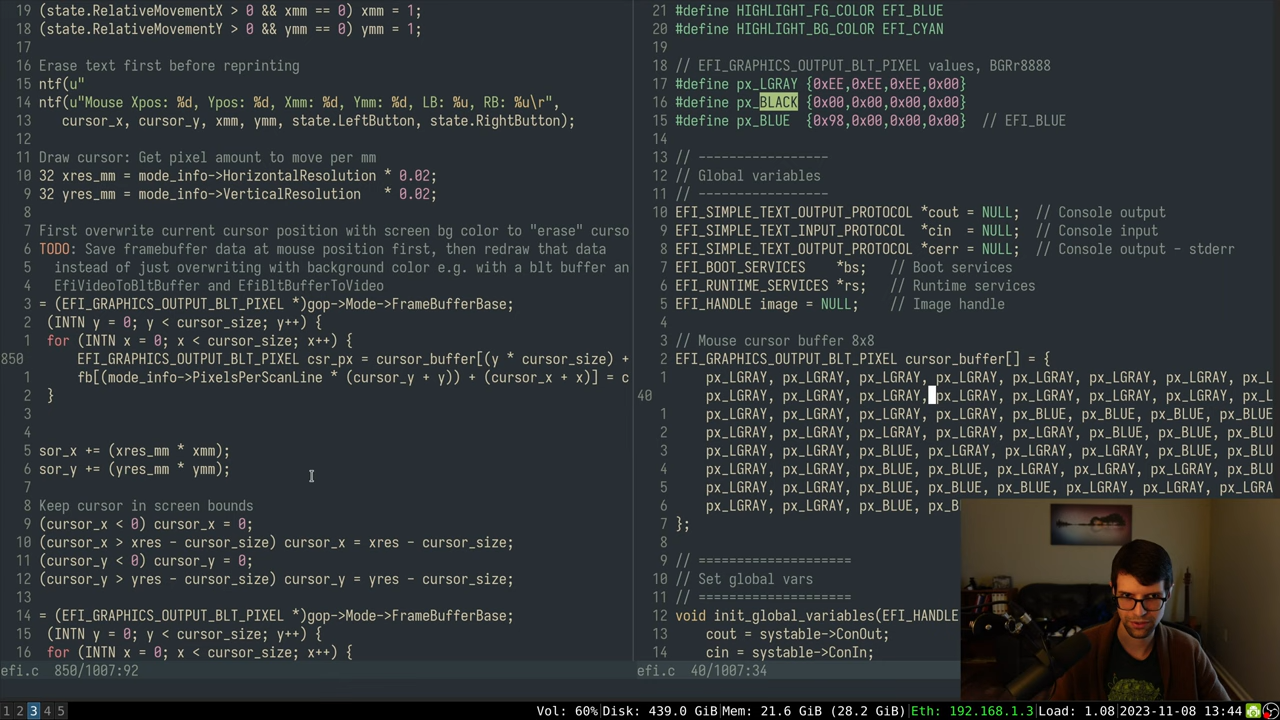 19 (state.RelativeMovementX > 0 && xmm == 0) xmm = 1;
18 (state.RelativeMovementY > 0 && ymm == 0) ymm = 1;
17
16 Erase text first before reprinting
15 ntf(u"
14 ntf(u"Mouse Xpos: %d, Ypos: %d, Xmm: %d, Ymm: %d, LB: %u, RB: %u\r",
13    cursor_x, cursor_y, xmm, ymm, state.LeftButton, state.RightButton);
12
11 Draw cursor: Get pixel amount to move per mm
10 32 xres_mm = mode_info->HorizontalResolution * 0.02;
9 32 yres_mm = mode_info->VerticalResolution   * 0.02;
8
7 First overwrite current cursor position with screen bg color to "erase" curso
6 TODO: Save framebuffer data at mouse position first, then redraw that data
5   instead of just overwriting with background color e.g. with a blt buffer an
4   EfiVideoToBltBuffer and EfiBltBufferToVideo
3 = (EFI_GRAPHICS_OUTPUT_BLT_PIXEL *)gop->Mode->FrameBufferBase;
2  (INTN y = 0; y < cursor_size; y++) {
1  for (INTN x = 0; x < cursor_size; x++) {
850      EFI_GRAPHICS_OUTPUT_BLT_PIXEL csr_px = cursor_buffer[(y * cursor_size) +
1      fb[(mode_info->PixelsPerScanLine * (cursor_y + y)) + (cursor_x + x)] = c
2  }
3
4
5 sor_x += (xres_mm * xmm);
6 sor_y += (yres_mm * ymm);
7
8 Keep cursor in screen bounds
9 (cursor_x < 0) cursor_x = 0;
10 (cursor_x > xres - cursor_size) cursor_x = xres - cursor_size;
11 (cursor_y < 0) cursor_y = 0;
12 (cursor_y > yres - cursor_size) cursor_y = yres - cursor_size;
13
14 = (EFI_GRAPHICS_OUTPUT_BLT_PIXEL *)gop->Mode->FrameBufferBase;
15  (INTN y = 0; y < cursor_size; y++) {
16  for (INTN x = 0; x < cursor_size; x++) {
efi.c  850/1007:92
21 #define HIGHLIGHT_FG_COLOR EFI_BLUE
20 #define HIGHLIGHT_BG_COLOR EFI_CYAN
19
18 // EFI_GRAPHICS_OUTPUT_BLT_PIXEL values, BGRr8888
17 #define px_LGRAY {0xEE,0xEE,0xEE,0x00}
16 #define px_BLACK {0x00,0x00,0x00,0x00}
15 #define px_BLUE  {0x98,0x00,0x00,0x00}  // EFI_BLUE
14
13 // -----------------
12 // Global variables
11 // -----------------
10 EFI_SIMPLE_TEXT_OUTPUT_PROTOCOL *cout = NULL;  // Console output
9 EFI_SIMPLE_TEXT_INPUT_PROTOCOL *cin = NULL;  // Console input
8 EFI_SIMPLE_TEXT_OUTPUT_PROTOCOL *cerr = NULL;  // Console output - stderr
7 EFI_BOOT_SERVICES    *bs;   // Boot services
6 EFI_RUNTIME_SERVICES *rs;   // Runtime services
5 EFI_HANDLE image = NULL;    // Image handle
4
3 // Mouse cursor buffer 8x8
2 EFI_GRAPHICS_OUTPUT_BLT_PIXEL cursor_buffer[] = {
1     px_LGRAY, px_LGRAY, px_LGRAY, px_LGRAY, px_LGRAY, px_LGRAY, px_LGRAY, px_L
40     px_LGRAY, px_LGRAY, px_LGRAY, px_LGRAY, px_LGRAY, px_LGRAY, px_LGRAY, px_L
1     px_LGRAY, px_LGRAY, px_LGRAY, px_LGRAY, px_BLUE, px_BLUE, px_BLUE, px_BLUE
2     px_LGRAY, px_LGRAY, px_LGRAY, px_LGRAY, px_LGRAY, px_BLUE, px_BLUE, px_BLU
3     px_LGRAY, px_LGRAY, px_BLUE, px_LGRAY, px_LGRAY, px_LGRAY, px_BLUE, px_BLU
4     px_LGRAY, px_LGRAY, px_BLUE, px_BLUE, px_LGRAY, px_LGRAY, px_LGRAY, px_BLU
5     px_LGRAY, px_LGRAY, px_BLUE, px_BLUE, px_BLUE, px_LGRAY, px_LGRAY, px_LGRA
6     px_LGRAY, px_LGRAY, px_BLUE, px_B
7 };
8
9 // ====================
10 // Set global vars
11 // ====================
12 void init_global_variables(EFI_HANDLE
13     cout = systable->ConOut;
14     cin = systable->ConIn;
efi.c  40/1007:34
1 2 3 4 5
Vol: 60%|Disk: 439.0 GiB|Mem: 21.6 GiB (28.2 GiB)|Eth: 192.168.1.3|Load: 1.08|2023-11-08 13:44